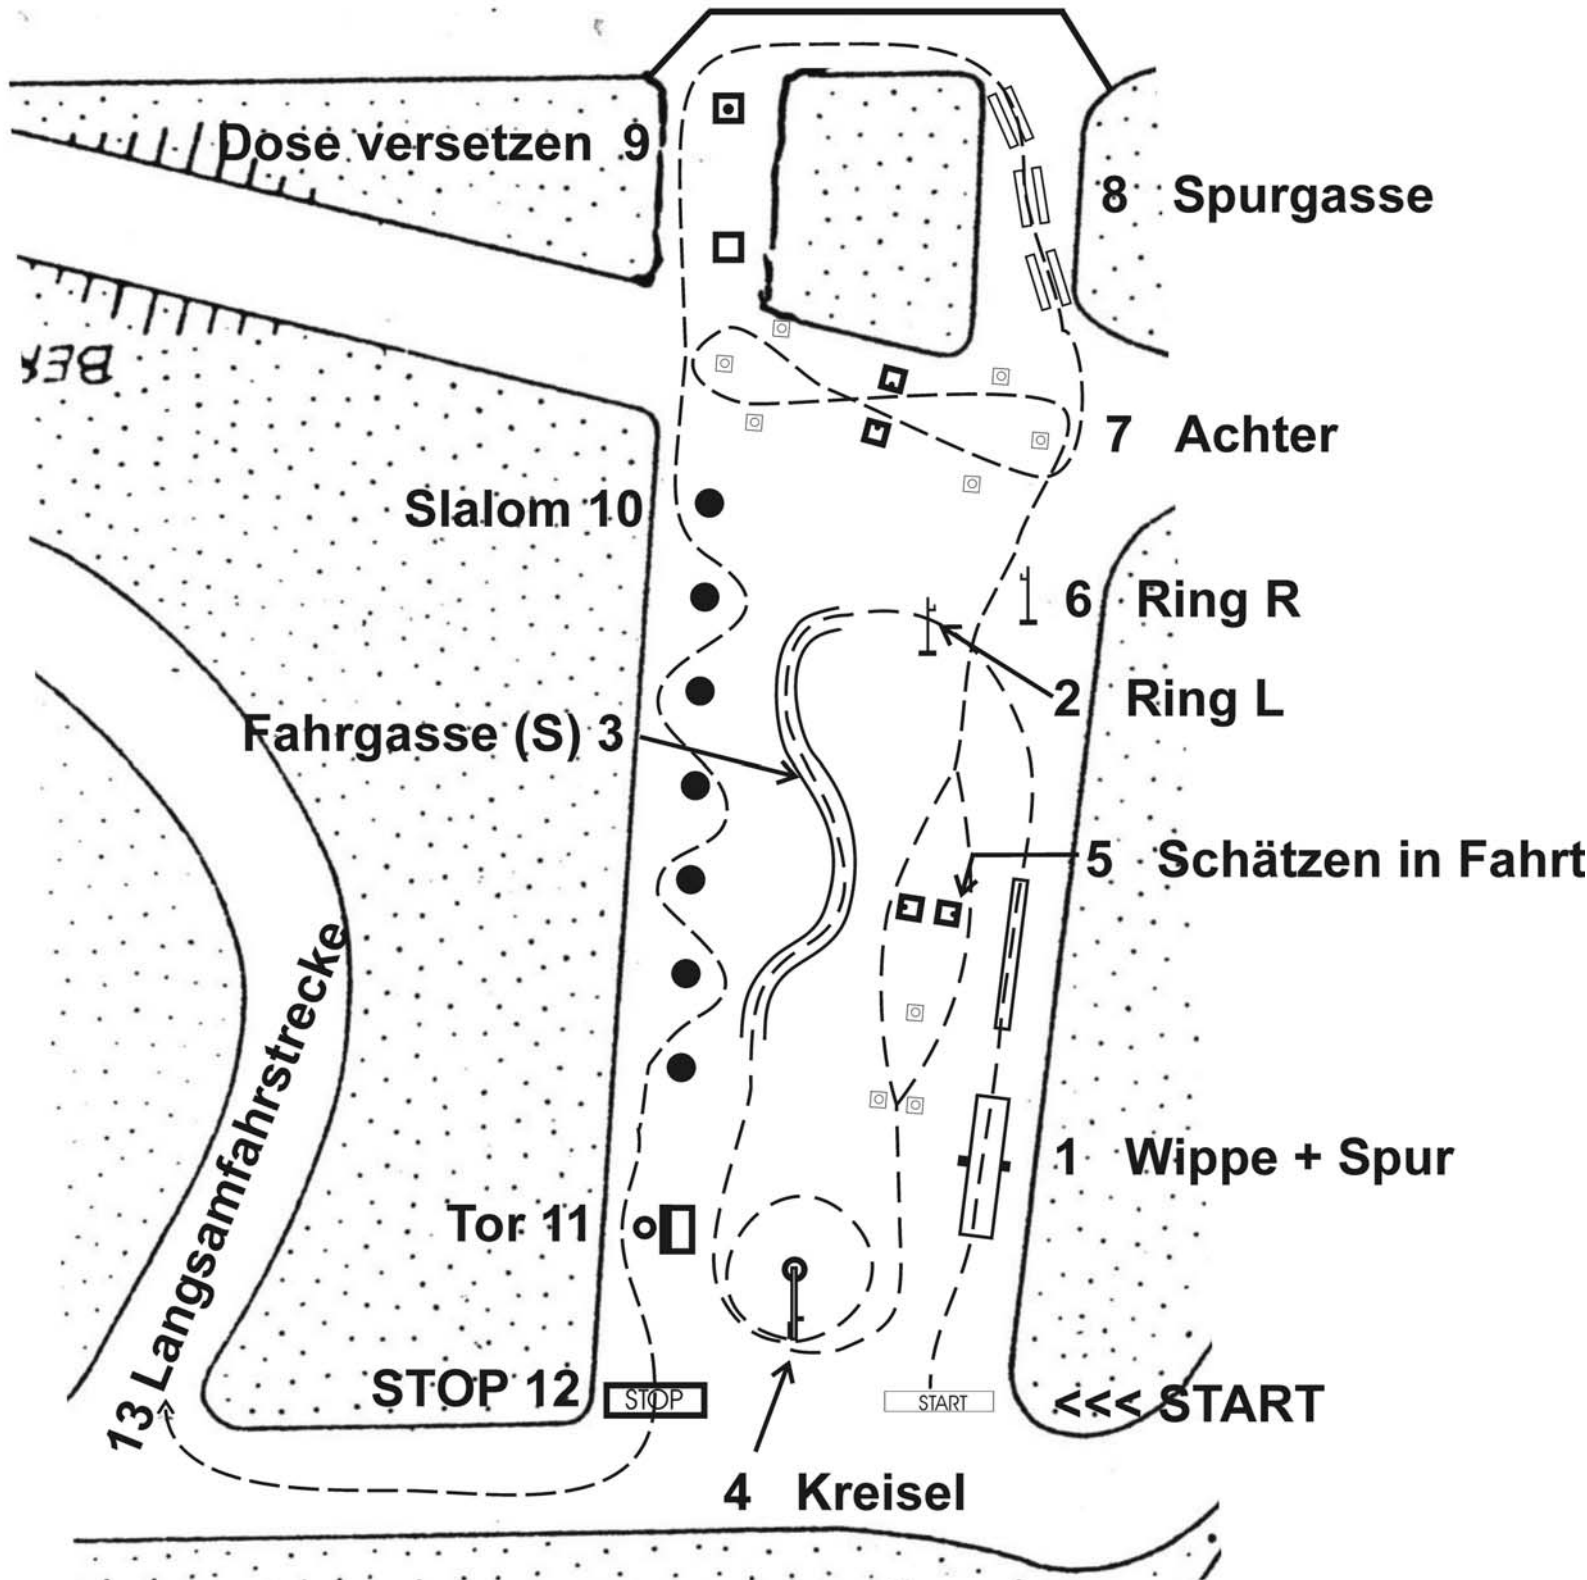 Dose versetzen 9
8 Spurgasse
BER
7 Achter
Slalom 10
6 Ring R
2 Ring L
Fahrgasse (S) 3
5 Schätzen in Fahrt
13 Langsamfahrstrecke
1 Wippe + Spur
Tor 11
STOP 12
STOP
START
<<< START
4 Kreisel